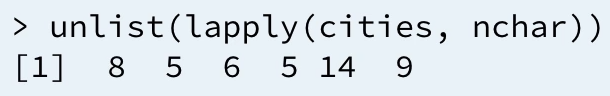 > unlist(lapply(cities, nchar))
[1]  8  5  6  5 14  9